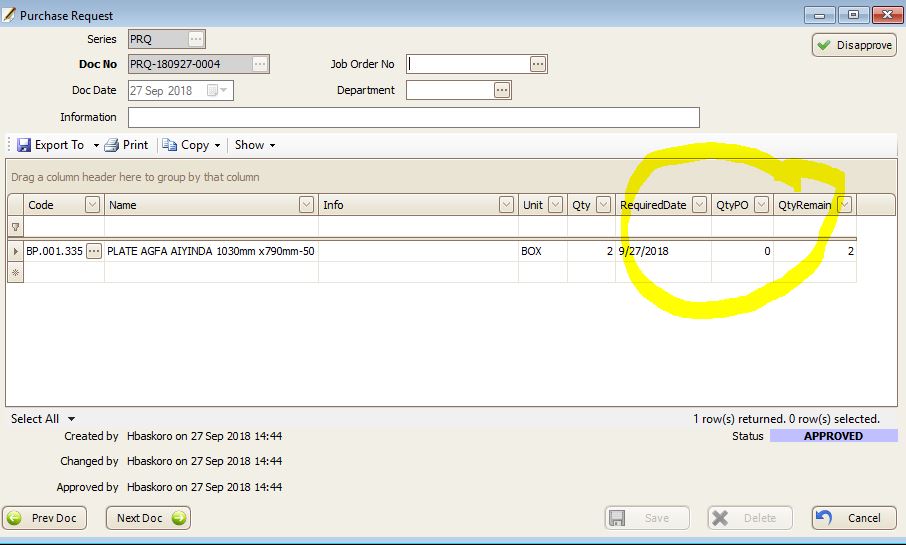 Purchase Request
Series PRQ
Disapprove
Doc No PRQ-180927-0004 Job Order No
Doc Date 27 Sep 2018 Department
Information
Export To Print Copy Show
Drag a column header here to group by that column
Code Name Info Unit Qty RequiredDate QtyPO QtyRemain
BP.001.335 PLATE AGFA AIYINDA 1030mm x790mm-50 BOX 2 9/27/2018 0 2
Select All 1 row(s) returned. 0 row(s) selected.
Created by Hbaskoro on 27 Sep 2018 14:44 Status APPROVED
Changed by Hbaskoro on 27 Sep 2018 14:44
Approved by Hbaskoro on 27 Sep 2018 14:44
Prev Doc Next Doc Save Delete Cancel